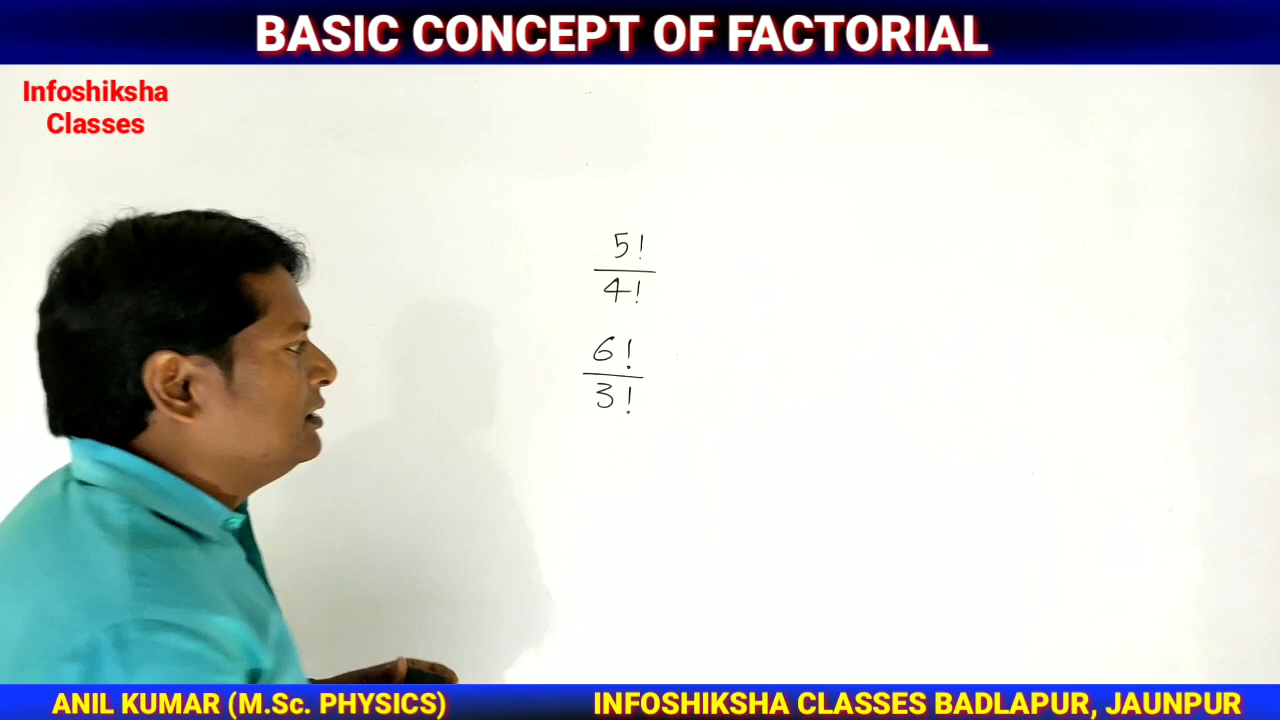 BASIC CONCEPT OF FACTORIAL
Infoshiksha
Classes
5!
4!
6!
3!
ANIL KUMAR (M.Sc. PHYSICS)
INFOSHIKSHA CLASSES BADLAPUR, JAUNPUR